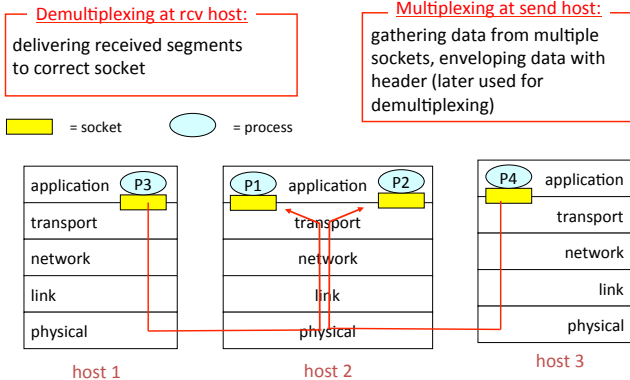 Demultiplexing at rcv host:
delivering received segments
to correct socket
Multiplexing at send host:
gathering data from multiple
sockets, enveloping data with
header (later used for
demultiplexing)
= socket
= process
application
P3
transport
network
link
physical
host 1
P1
application
P2
transport
network
link
physical
host 2
P4
application
transport
network
link
physical
host 3